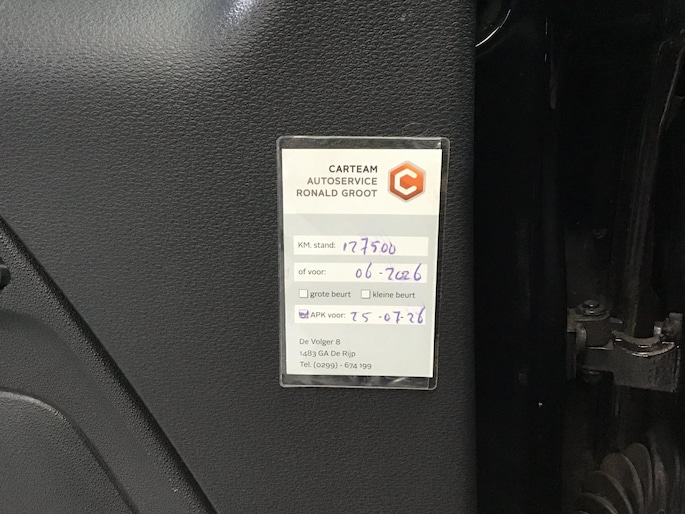 CARTEAM
AUTOSERVICE
RONALD GROOT
KM. stand: 127500
of voor: 06-2026
grote beurt kleine beurt
APK voor: 25-07-26
De Volger 8
1483 GA De Rijp
Tel. (0299) - 674 199